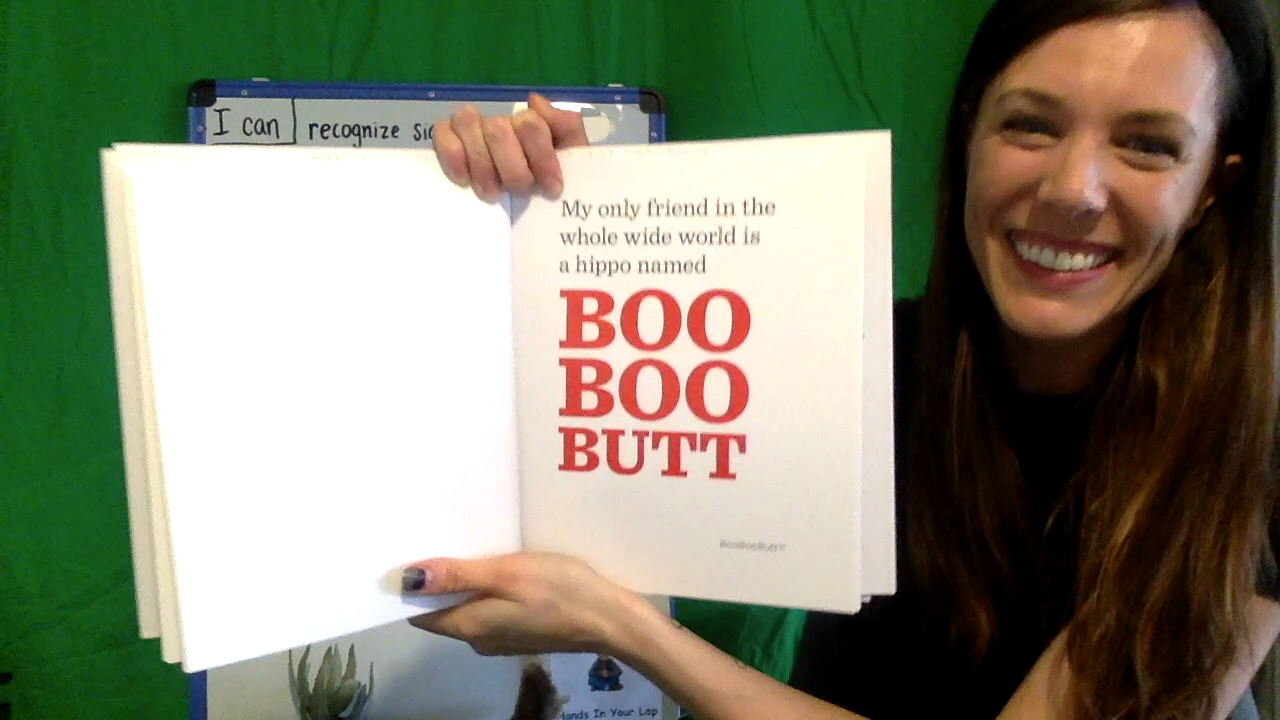 I can recognize
My only friend in the
whole wide world is
a hippo named
BOO
BOO
BUTT
Hands In Your Lap